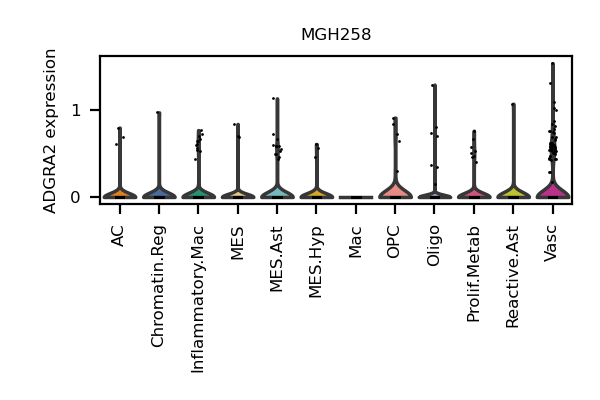 MGH258
ADGRA2 expression
1
0
AC
Chromatin.Reg
Inflammatory.Mac
MES
MES.Ast
MES.Hyp
Mac
OPC
Oligo
Prolif.Metab
Reactive.Ast
Vasc